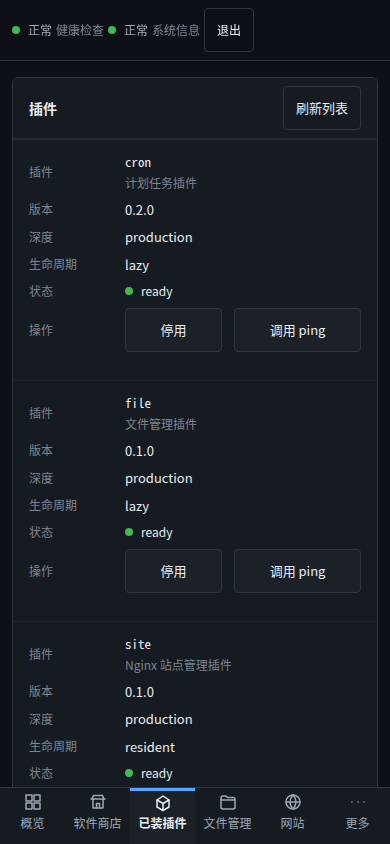 正常 健康检查 正常 系统信息 退出
插件 刷新列表
插件 cron
计划任务插件
版本 0.2.0
深度 production
生命周期 lazy
状态 ready
操作 停用 调用 ping
插件 file
文件管理插件
版本 0.1.0
深度 production
生命周期 lazy
状态 ready
操作 停用 调用 ping
插件 site
Nginx 站点管理插件
版本 0.1.0
深度 production
生命周期 resident
状态 ready
概览 软件商店 已装插件 文件管理 网站 更多